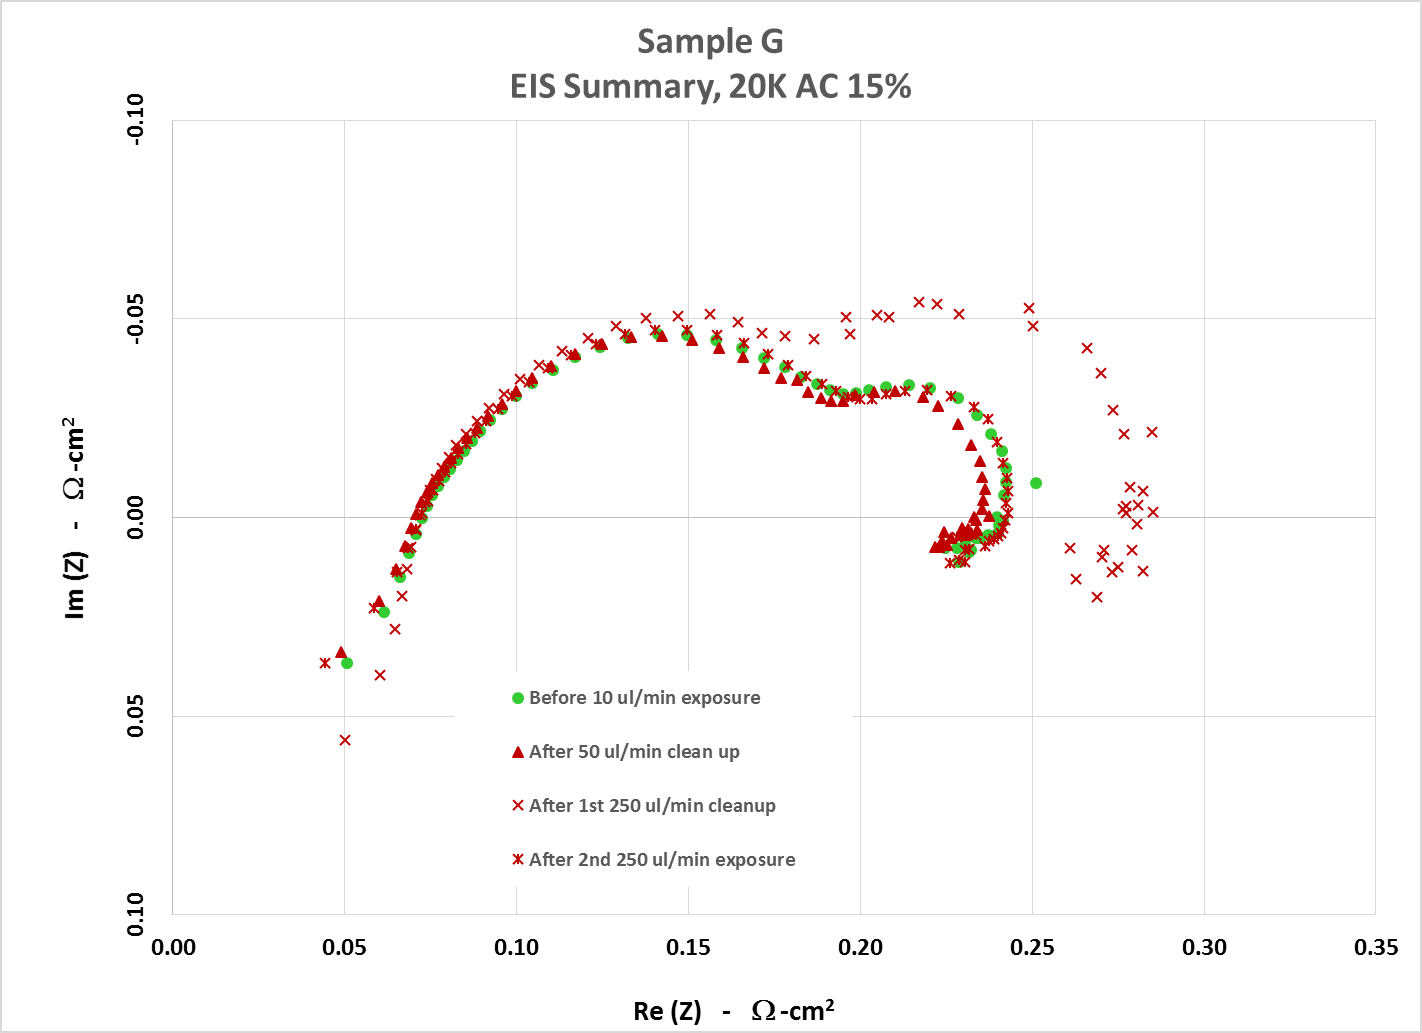 Sample G
EIS Summary, 20K AC 15%
-0.10
-0.05
0.00
0.05
0.10
Im (Z) - Ω -cm²
Before 10 ul/min exposure
After 50 ul/min clean up
After 1st 250 ul/min cleanup
After 2nd 250 ul/min exposure
0.00 0.05 0.10 0.15 0.20 0.25 0.30 0.35
Re (Z) - Ω -cm²